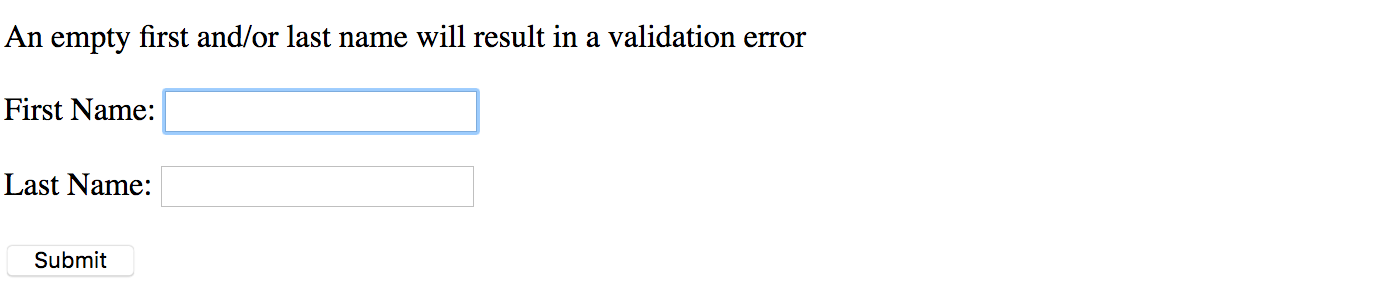 An empty first and/or last name will result in a validation error
First Name:
Last Name:
Submit